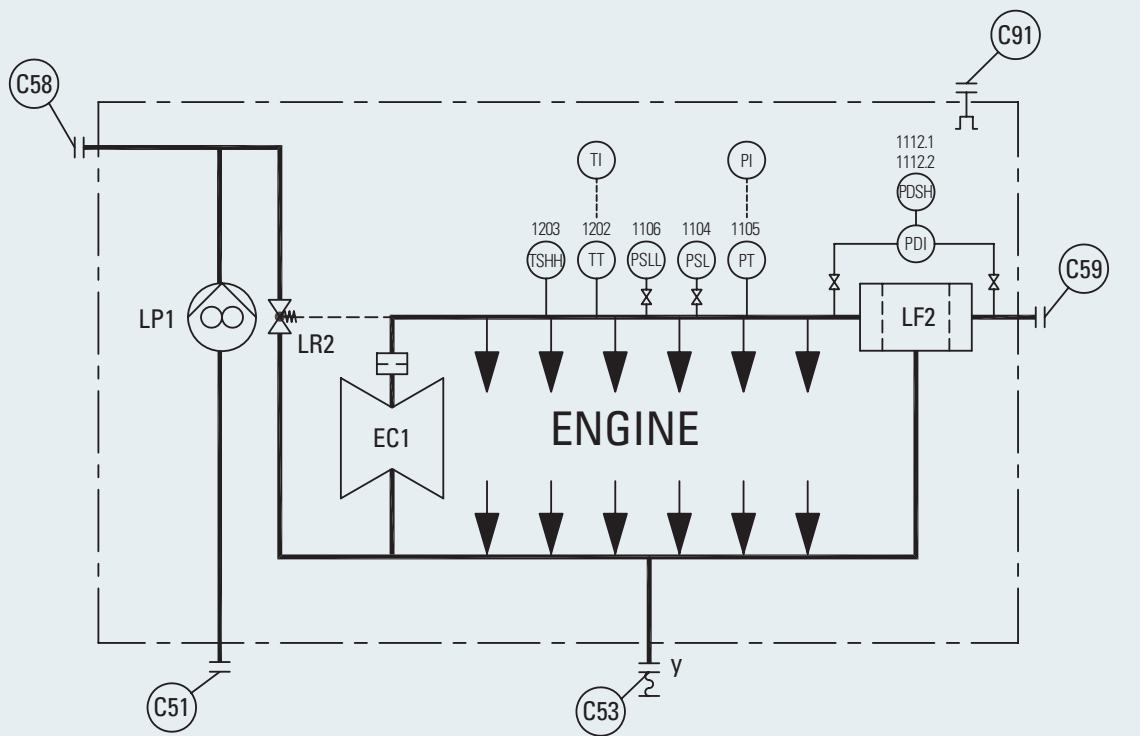 C91
C58
1112.1
1112.2
TI
PI
PDSH
1203
1202
1106
1104
1105
PDI
TSHH
TT
PSLL
PSL
PT
C59
LP1
LR2
LF2
EC1
ENGINE
y
C51
C53